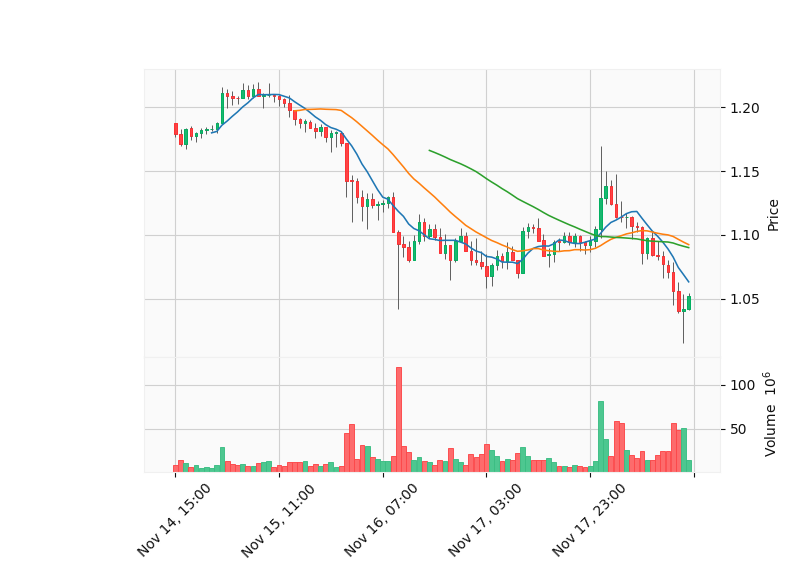 1.20
1.15
Price
1.10
1.05
100
50
Volume 10^6
Nov 14, 15:00
Nov 15, 11:00
Nov 16, 07:00
Nov 17, 03:00
Nov 17, 23:00